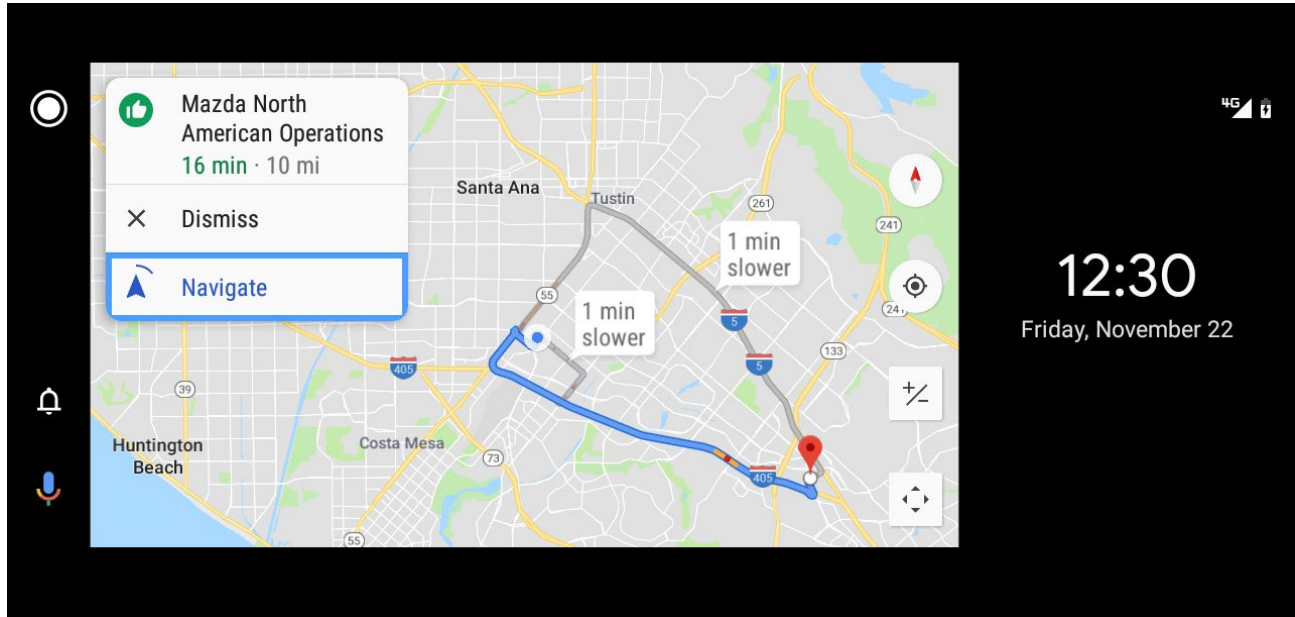 Mazda North
American Operations
16 min · 10 mi
Dismiss
Navigate
Santa Ana
Tustin
261
241
1 min
slower
55
1 min
slower
5
241
133
5
405
39
Costa Mesa
Huntington
Beach
73
405
55
4G
12:30
Friday, November 22